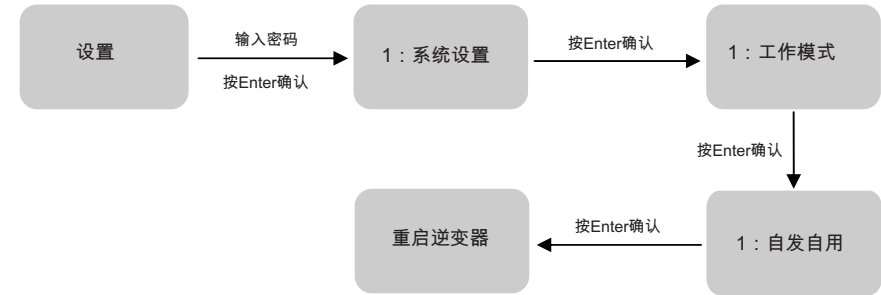 设置
输入密码
按Enter确认
1：系统设置
按Enter确认
1：工作模式
按Enter确认
1：自发自用
按Enter确认
重启逆变器